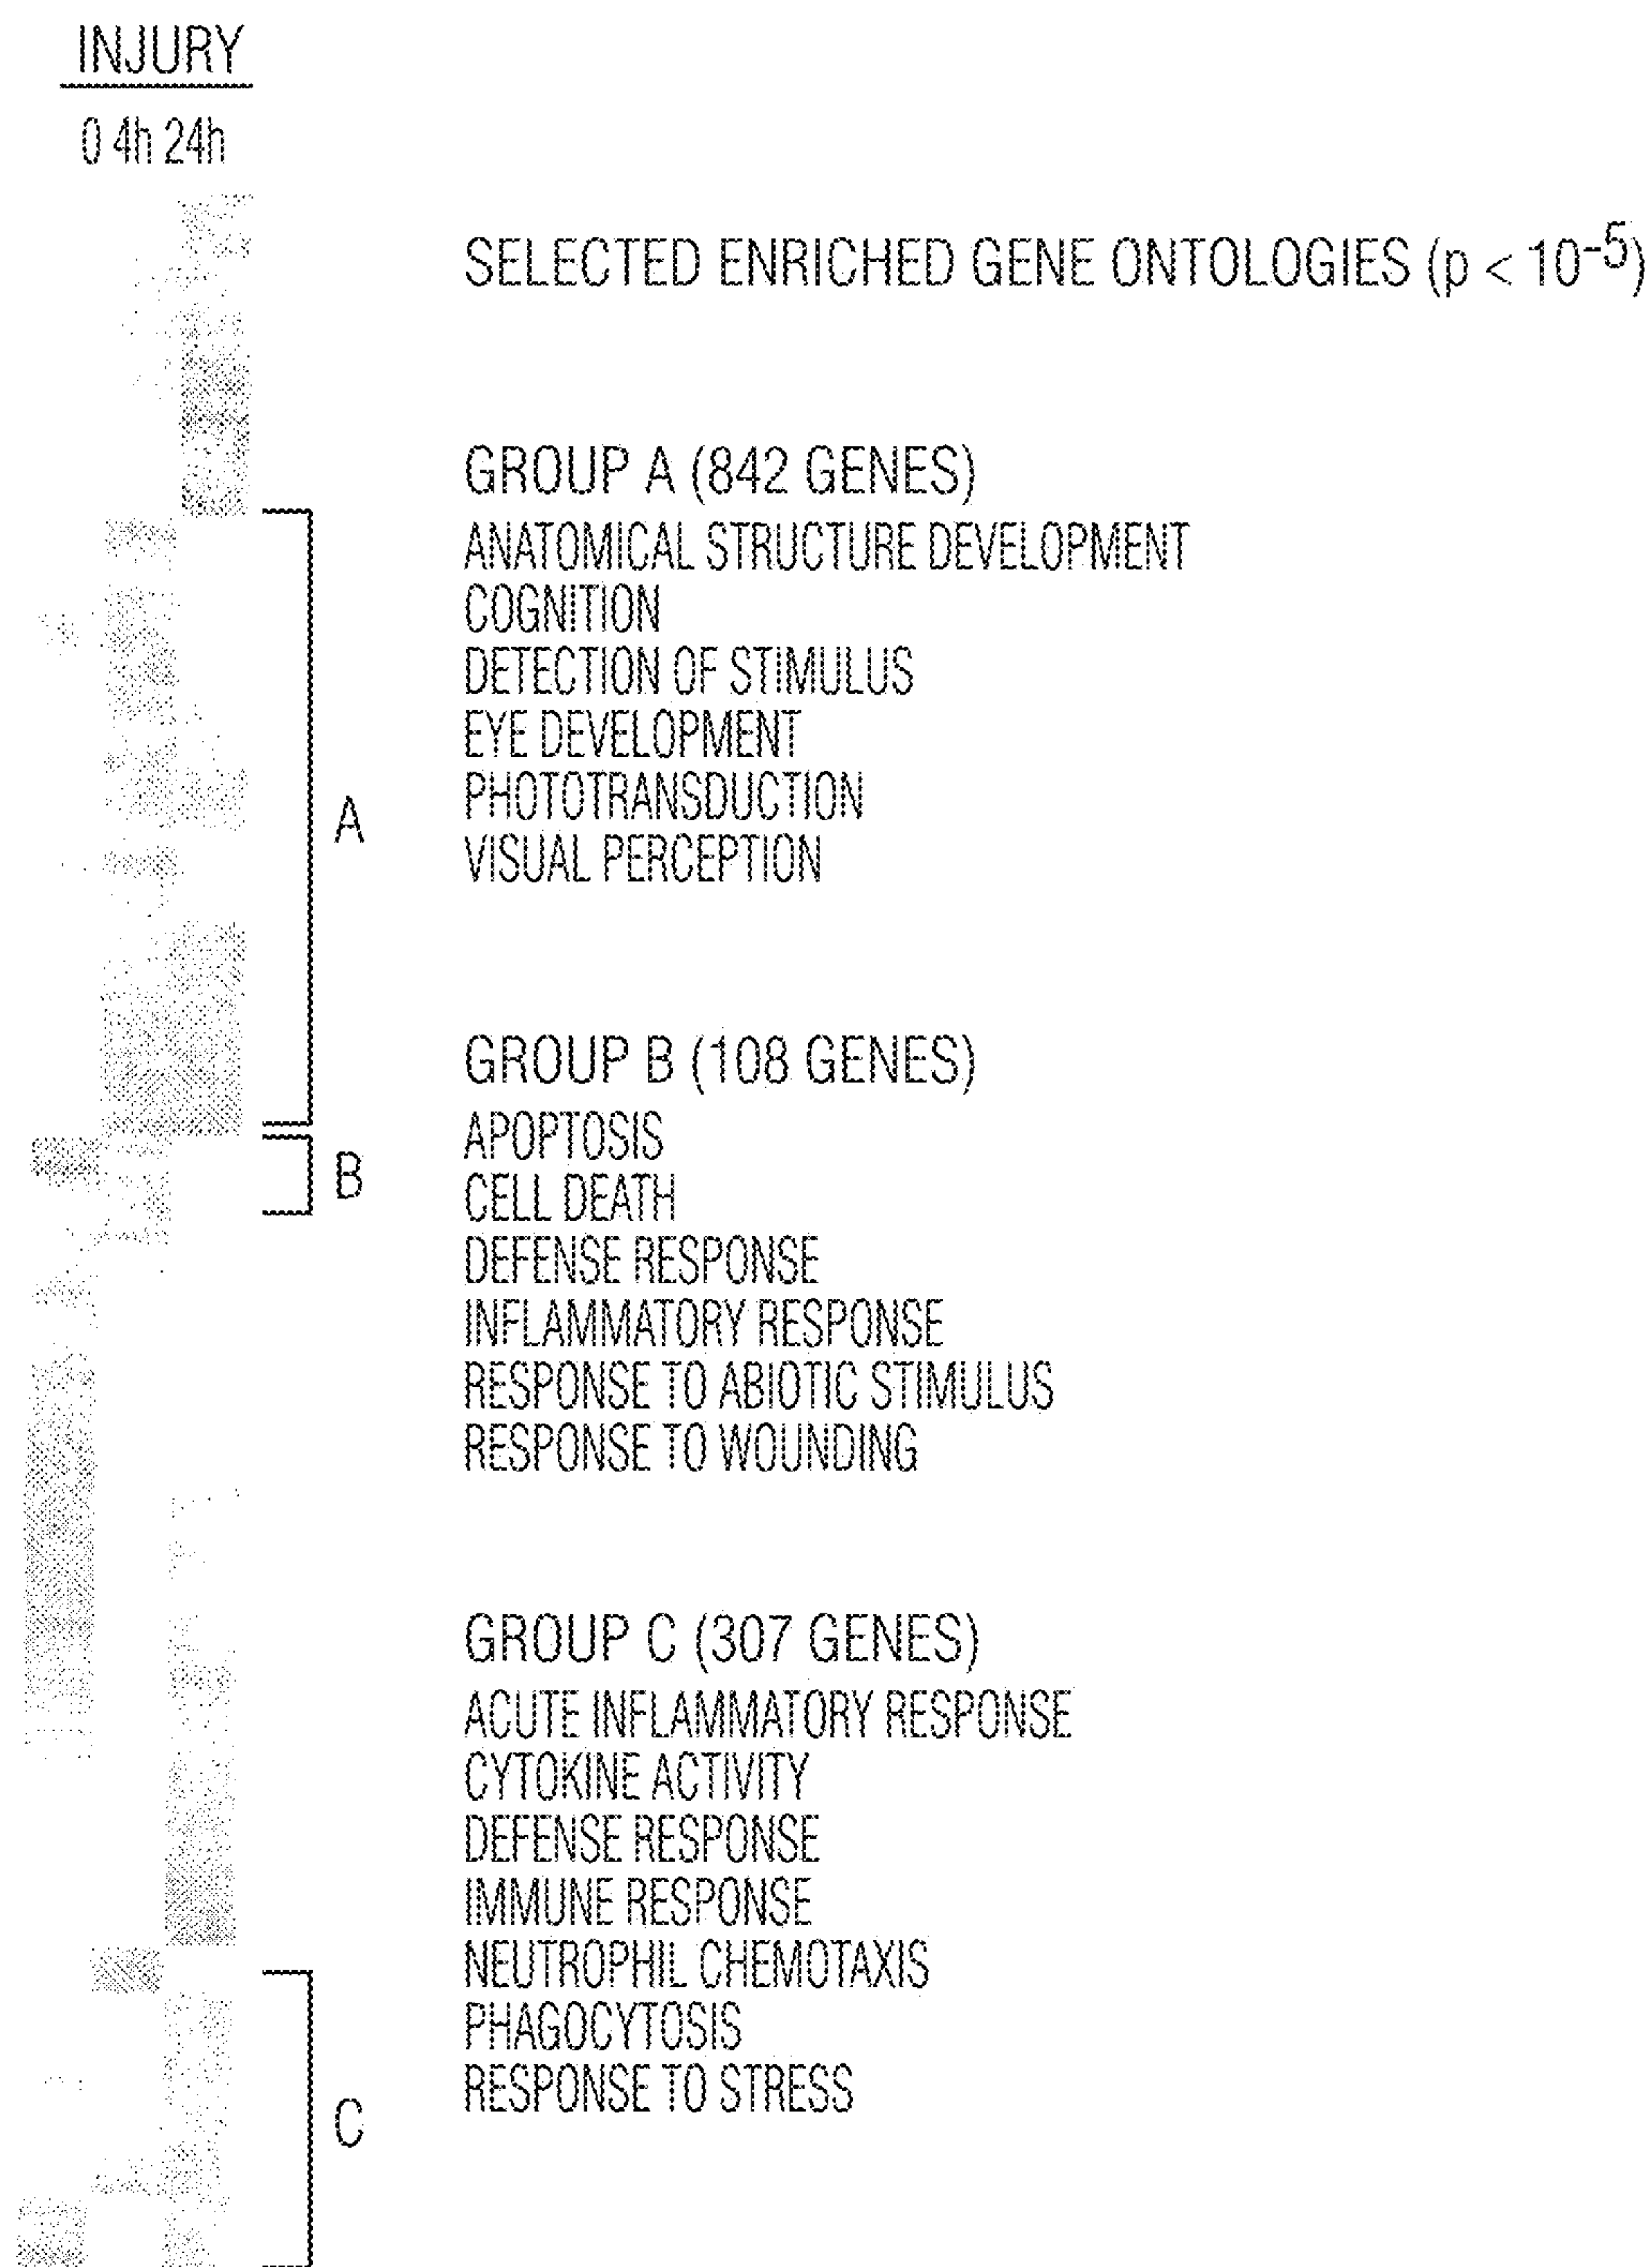 INJURY
0 4h 24h
SELECTED ENRICHED GENE ONTOLOGIES (p < 10⁻⁵)
GROUP A (842 GENES)
ANATOMICAL STRUCTURE DEVELOPMENT
COGNITION
DETECTION OF STIMULUS
EYE DEVELOPMENT
PHOTOTRANSDUCTION
VISUAL PERCEPTION
A
GROUP B (108 GENES)
APOPTOSIS
CELL DEATH
DEFENSE RESPONSE
INFLAMMATORY RESPONSE
RESPONSE TO ABIOTIC STIMULUS
RESPONSE TO WOUNDING
B
GROUP C (307 GENES)
ACUTE INFLAMMATORY RESPONSE
CYTOKINE ACTIVITY
DEFENSE RESPONSE
IMMUNE RESPONSE
NEUTROPHIL CHEMOTAXIS
PHAGOCYTOSIS
RESPONSE TO STRESS
C